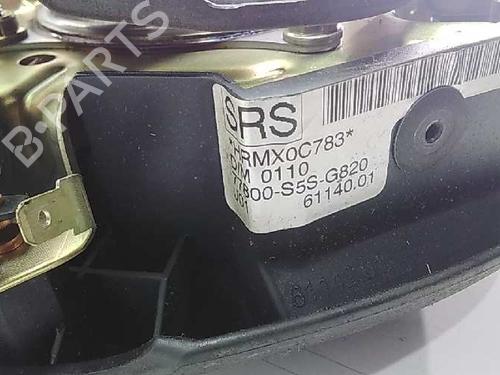 B-PARTS
SRS
RMX0C783*
0110
800-S5S-G820
61140.01